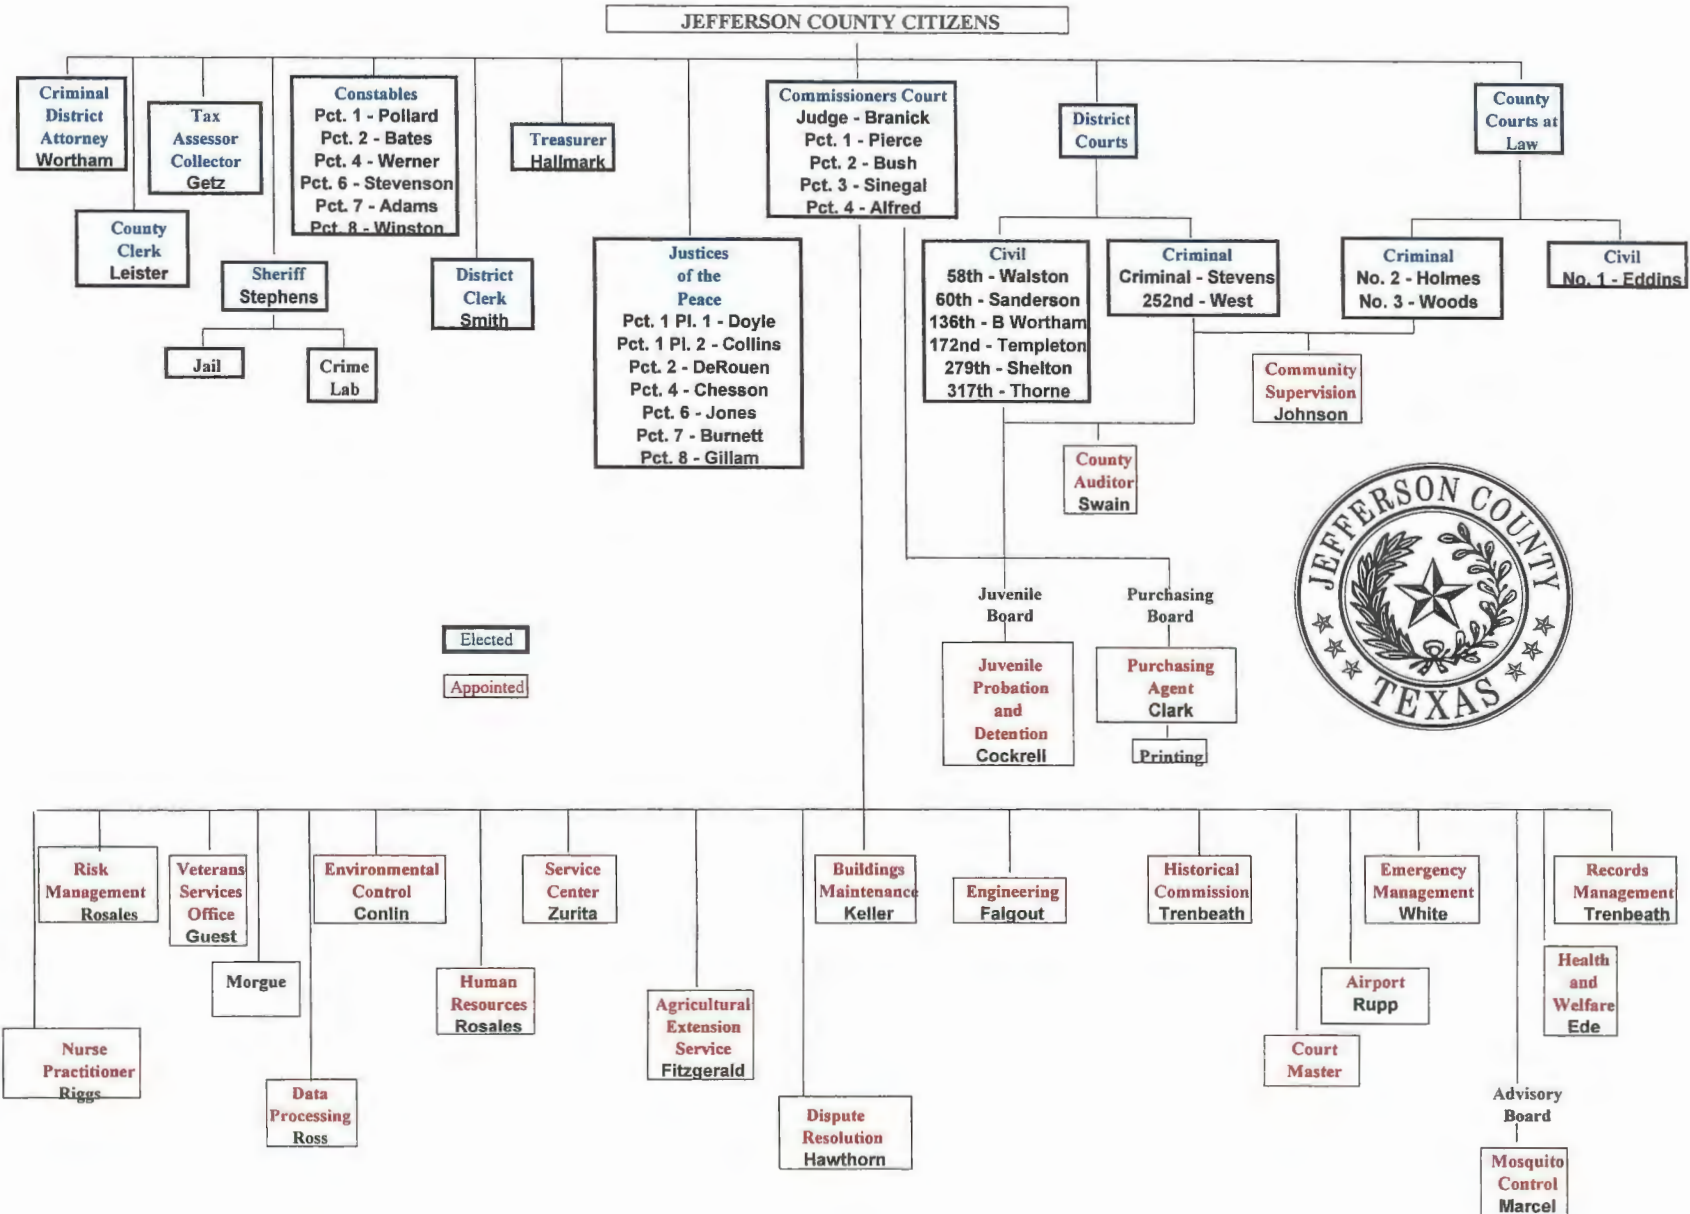 JEFFERSON COUNTY CITIZENS
Criminal
District
Attorney
Wortham
County
Clerk
Leister
Tax
Assessor
Collector
Getz
Sheriff
Stephens
Jail
Crime
Lab
Constables
Pct. 1 - Pollard
Pct. 2 - Bates
Pct. 4 - Werner
Pct. 6 - Stevenson
Pct. 7 - Adams
Pct. 8 - Winston
District
Clerk
Smith
Treasurer
Hallmark
Justices
of the
Peace
Pct. 1 Pl. 1 - Doyle
Pct. 1 Pl. 2 - Collins
Pct. 2 - DeRouen
Pct. 4 - Chesson
Pct. 6 - Jones
Pct. 7 - Burnett
Pct. 8 - Gillam
Commissioners Court
Judge - Branick
Pct. 1 - Pierce
Pct. 2 - Bush
Pct. 3 - Sinegal
Pct. 4 - Alfred
District
Courts
Civil
58th - Walston
60th - Sanderson
136th - B Wortham
172nd - Templeton
279th - Shelton
317th - Thorne
Criminal
Criminal - Stevens
252nd - West
County
Courts at
Law
Criminal
No. 2 - Holmes
No. 3 - Woods
Civil
No. 1 - Eddins
Community
Supervision
Johnson
County
Auditor
Swain
JEFFERSON COUNTY
TEXAS
Juvenile
Board
Juvenile
Probation
and
Detention
Cockrell
Purchasing
Board
Purchasing
Agent
Clark
Printing
Elected
Appointed
Risk
Management
Rosales
Veterans
Services
Office
Guest
Environmental
Control
Conlin
Service
Center
Zurita
Buildings
Maintenance
Keller
Engineering
Falgout
Historical
Commission
Trenbeath
Emergency
Management
White
Records
Management
Trenbeath
Morgue
Human
Resources
Rosales
Agricultural
Extension
Service
Fitzgerald
Airport
Rupp
Health
and
Welfare
Ede
Nurse
Practitioner
Riggs
Data
Processing
Ross
Dispute
Resolution
Hawthorn
Court
Master
Advisory
Board
Mosquito
Control
Marcel